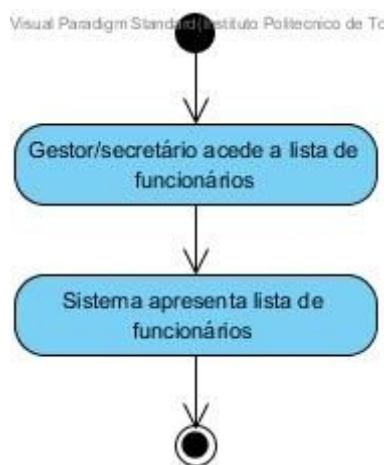 Visual Paradigm Standard(Instituto Politecnico de To
Gestor/secretário acede a lista de
funcionários
Sistema apresenta lista de
funcionários